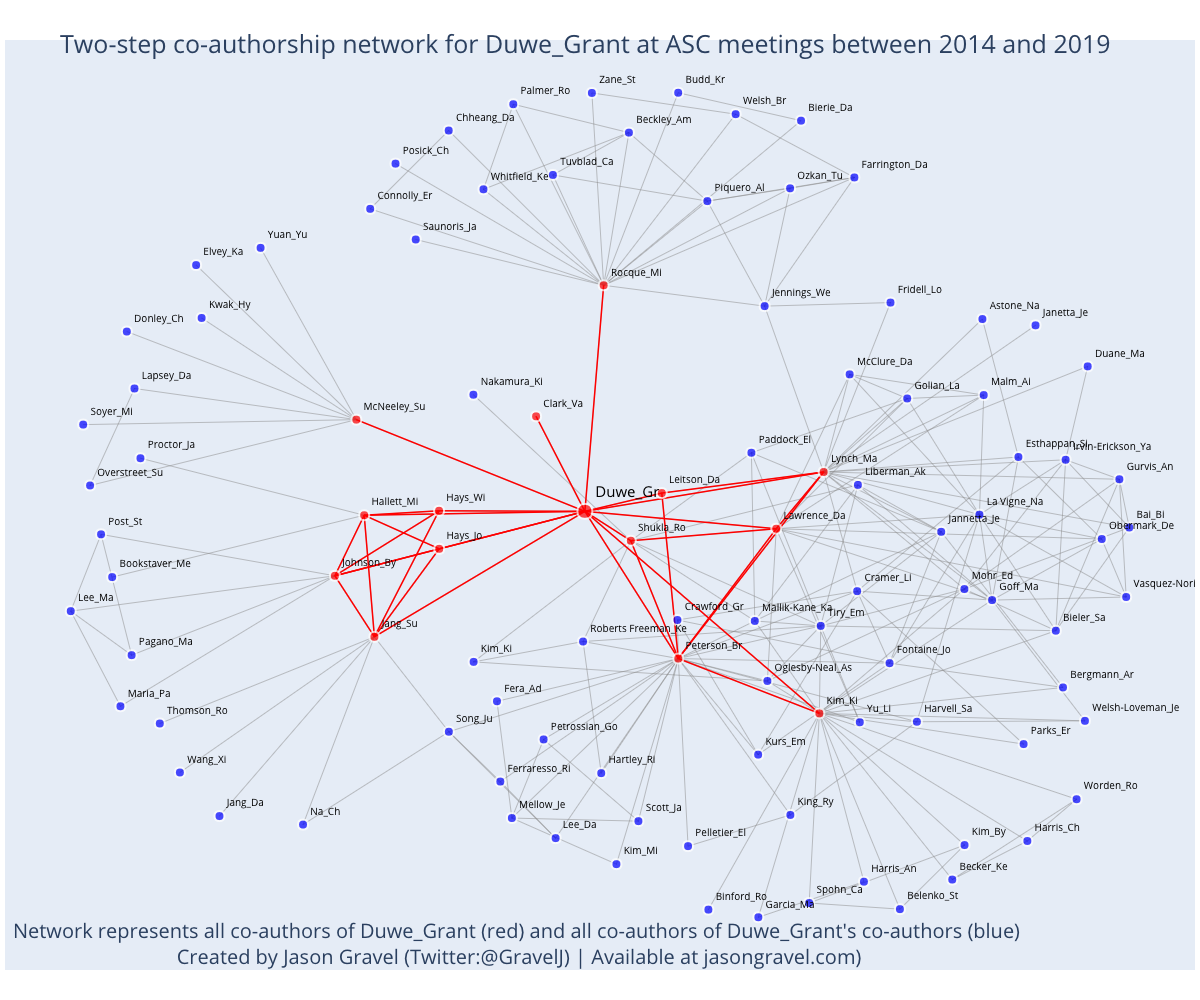 Two-step co-authorship network for Duwe_Grant at ASC meetings between 2014 and 2019
Zane_St
Budd_Kr
Palmer_Ro
Welsh_Br
Bierie_Da
Chheang_Da
Beckley_Am
Posick_Ch
Tuvblad_Ca
Farrington_Da
Whitfield_Ke
Ozkan_Tu
Piquero_Al
Connolly_Er
Saunoris_Ja
Yuan_Yu
Elvey_Ka
Rocque_Mi
Jennings_We
Fridell_Lo
Kwak_Hy
Astone_Na
Janetta_Je
Donley_Ch
Duane_Ma
McClure_Da
Lapsey_Da
Nakamura_Ki
Golian_La
Malm_Ai
Clark_Va
McNeeley_Su
Soyer_Mi
Proctor_Ja
Paddock_El
Esthappan_Si
Irvin-Erickson_Ya
Lynch_Ma
Overstreet_Su
Liberman_Ak
Gurvis_An
Leitson_Da
Duwe_Gr
Hallett_Mi
Hays_Wi
La Vigne_Na
Bai_Bi
Post_St
Lawrence_Da
Shukla_Ro
Jannetta_Je
Obermark_De
Hays_Jo
Bookstaver_Me
Johnson_By
Cramer_Li
Mohr_Ed
Goff_Ma
Vasquez-Nori
Lee_Ma
Crawford_Gr
Mallik-Kane_Ka
Tiry_Em
Bieler_Sa
Jang_Su
Roberts Freeman_Ke
Pagano_Ma
Kim_Ki
Peterson_Br
Fontaine_Jo
Oglesby-Neal_As
Bergmann_Ar
Maria_Pa
Fera_Ad
Kim_Ki
Thomson_Ro
Song_Ju
Petrossian_Go
Yu_Li
Harvell_Sa
Welsh-Loveman_Je
Parks_Er
Kurs_Em
Wang_Xi
Ferraresso_Ri
Hartley_Ri
Worden_Ro
Jang_Da
Na_Ch
Mellow_Je
Lee_Da
Scott_Ja
King_Ry
Pelletier_El
Kim_By
Harris_Ch
Kim_Mi
Harris_An
Becker_Ke
Binford_Ro
Garcia_Ma
Spohn_Ca
Belenko_St
Network represents all co-authors of Duwe_Grant (red) and all co-authors of Duwe_Grant's co-authors (blue)
Created by Jason Gravel (Twitter:@GravelJ) | Available at jasongravel.com)